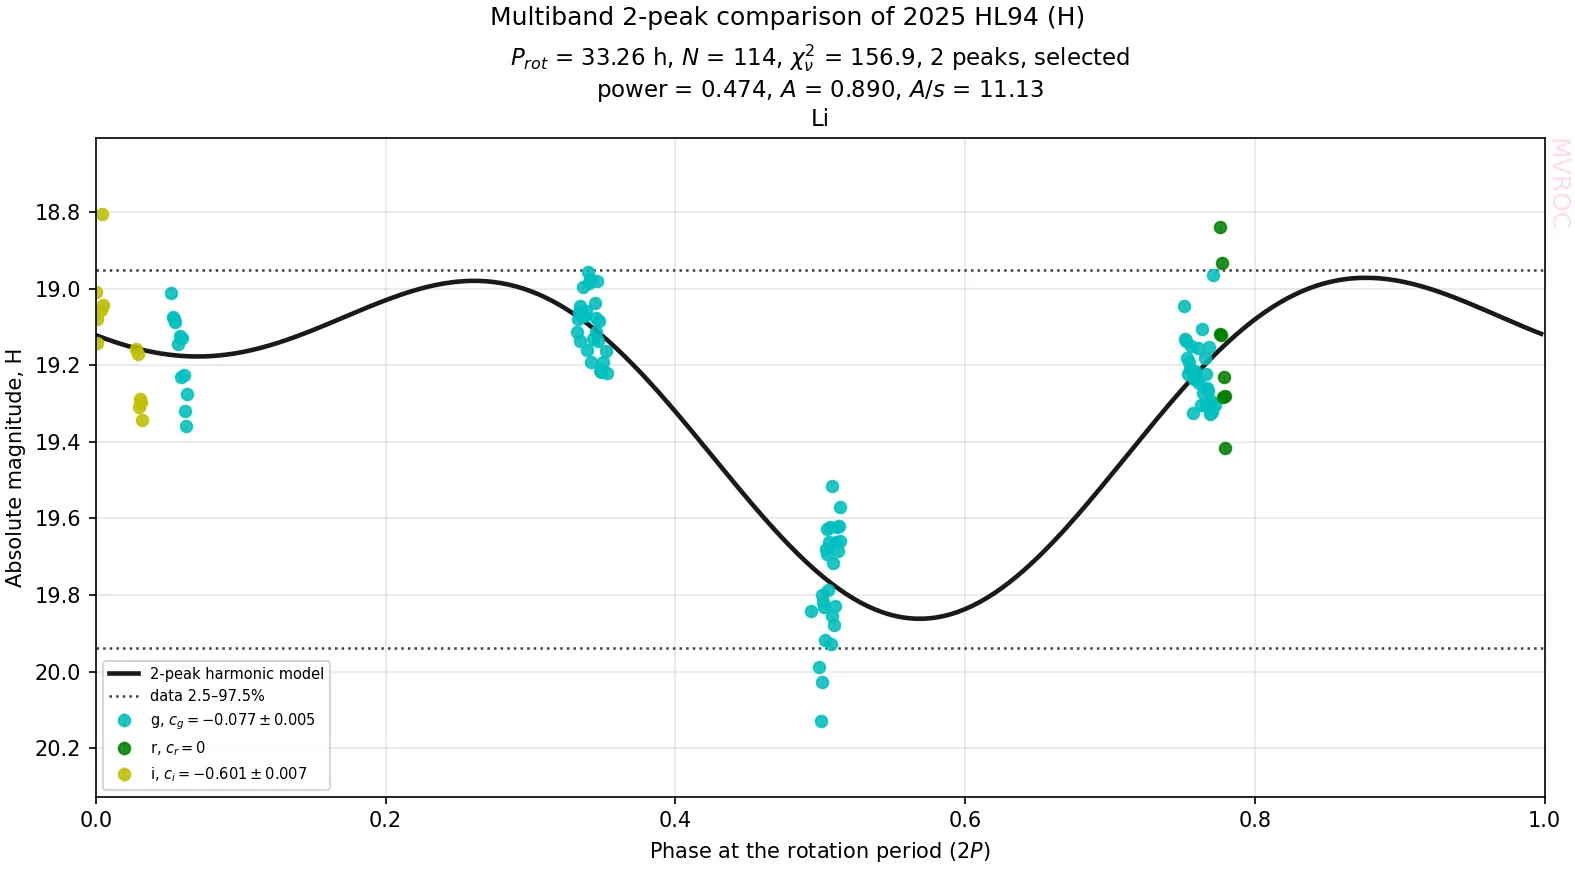 Multiband 2-peak comparison of 2025 HL94 (H)
P_rot = 33.26 h, N = 114, χ²_ν = 156.9, 2 peaks, selected
power = 0.474, A = 0.890, A/s = 11.13
Li
MVROC
Absolute magnitude, H
18.8
19.0
19.2
19.4
19.6
19.8
20.0
20.2
2-peak harmonic model
data 2.5–97.5%
g, c_g = −0.077 ± 0.005
r, c_r = 0
i, c_i = −0.601 ± 0.007
0.0 0.2 0.4 0.6 0.8 1.0
Phase at the rotation period (2P)